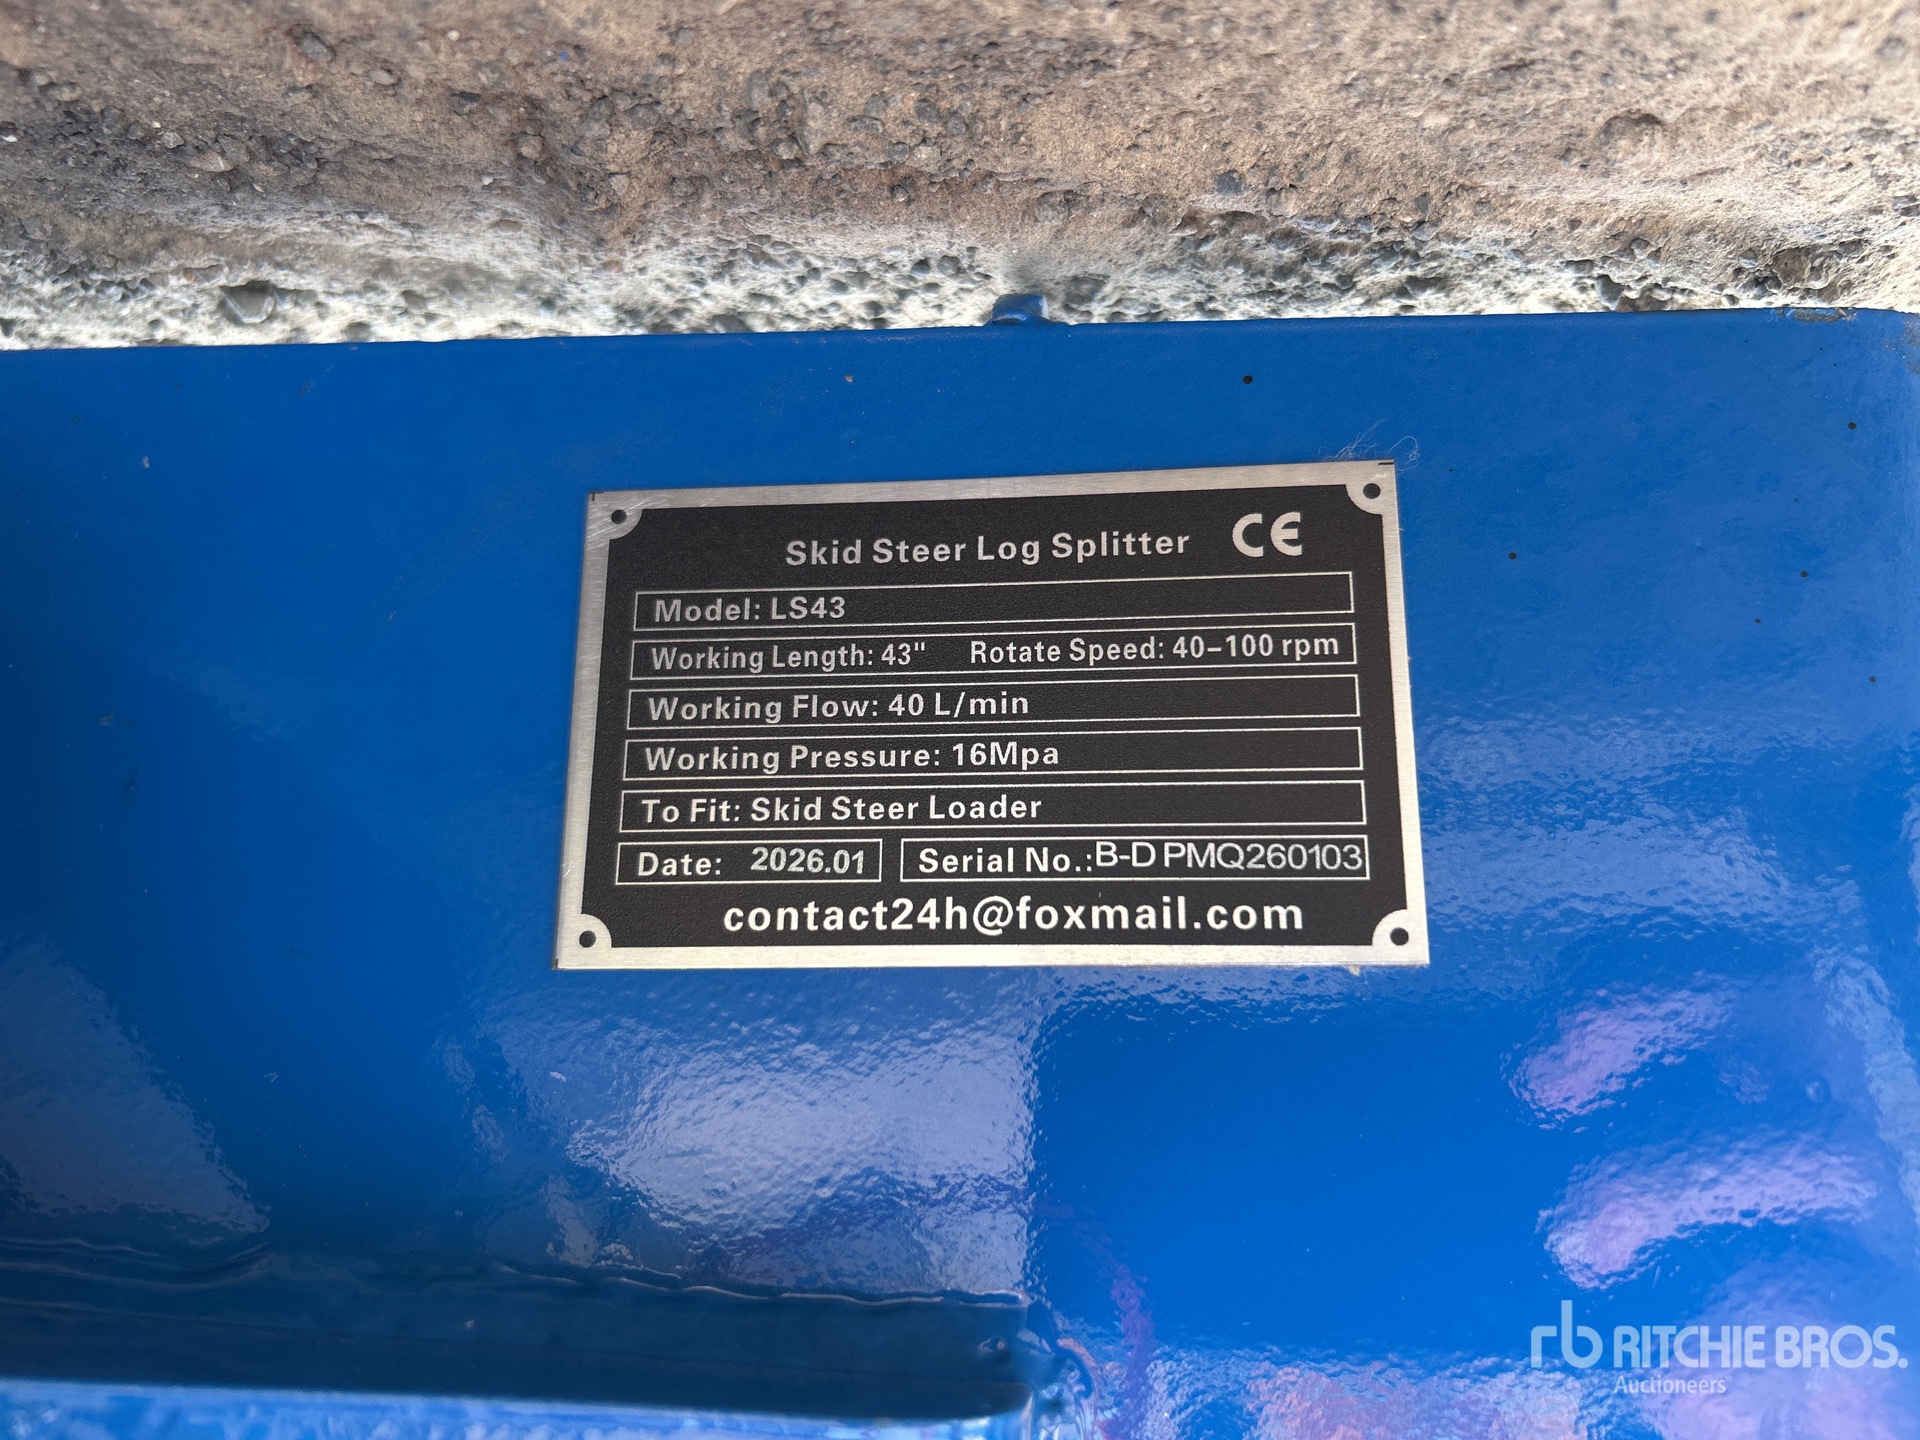 Skid Steer Log Splitter CE
Model: LS43
Working Length: 43" Rotate Speed: 40-100 rpm
Working Flow: 40 L/min
Working Pressure: 16Mpa
To Fit: Skid Steer Loader
Date: 2026.01 Serial No.: B-D PMQ260103
contact24h@foxmail.com
rb RITCHIE BROS.
Auctioneers